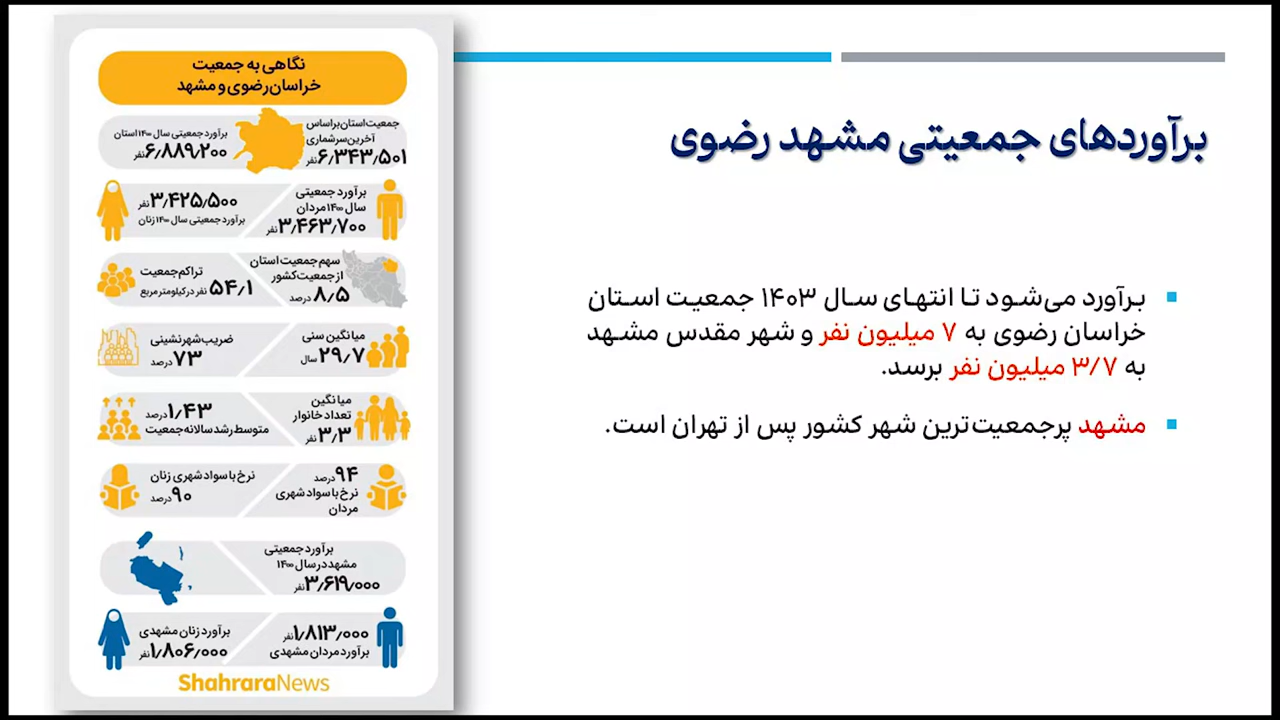 برآوردهای جمعیتی مشهد رضوی
برآورد می‌شود تا انتهای سال ۱۴۰۳ جمعیت استان
خراسان رضوی به ۷ میلیون نفر و شهر مقدس مشهد
به ۳/۷ میلیون نفر برسد.
مشهد پرجمعیت‌ترین شهر کشور پس از تهران است.
نگاهی به جمعیت
خراسان رضوی و مشهد
جمعیت استان براساس
آخرین سرشماری
۶٫۳۴۳٫۵۰۱ نفر
برآورد جمعیتی سال ۱۴۰۰ استان
۶٫۸۸۹٫۲۰۰ نفر
برآورد جمعیتی
سال ۱۴۰۰ مردان
۳٫۴۶۳٫۷۰۰ نفر
۳٫۴۲۵٫۵۰۰ نفر
برآورد جمعیتی سال ۱۴۰۰ زنان
سهم جمعیت استان
از جمعیت کشور
۸٫۵ درصد
تراکم جمعیت
۵۴٫۱ نفر در کیلومتر مربع
میانگین سنی
۲۹٫۷ سال
ضریب شهرنشینی
۷۳ درصد
میانگین
تعداد خانوار
۳٫۳ نفر
۱٫۴۳ درصد
متوسط رشد سالانه جمعیت
۹۴ درصد
نرخ باسواد شهری
مردان
نرخ باسواد شهری زنان
۹۰ درصد
برآورد جمعیتی
مشهد در سال ۱۴۰۰
۳٫۶۱۹٫۰۰۰ نفر
۱٫۸۱۳٫۰۰۰ نفر
برآورد مردان مشهدی
برآورد زنان مشهدی
۱٫۸۰۶٫۰۰۰ نفر
ShahraraNews